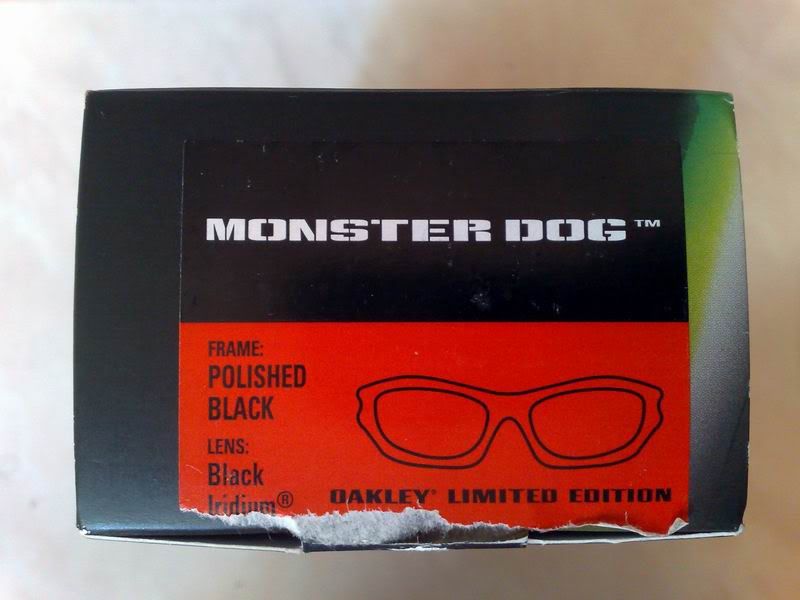 MONSTER DOG™
FRAME:
POLISHED
BLACK
LENS:
Black
Iridium®
OAKLEY® LIMITED EDITION